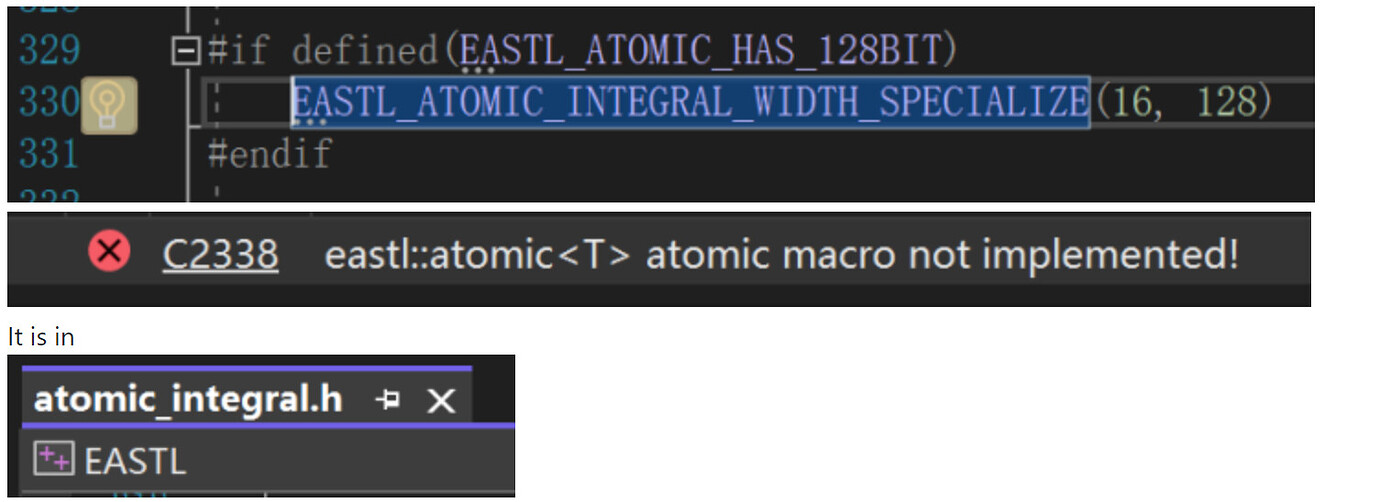 329 #if defined(EASTL_ATOMIC_HAS_128BIT)
330 EASTL_ATOMIC_INTEGRAL_WIDTH_SPECIALIZE(16, 128)
331 #endif
C2338 eastl::atomic<T> atomic macro not implemented!
It is in
atomic_integral.h
EASTL